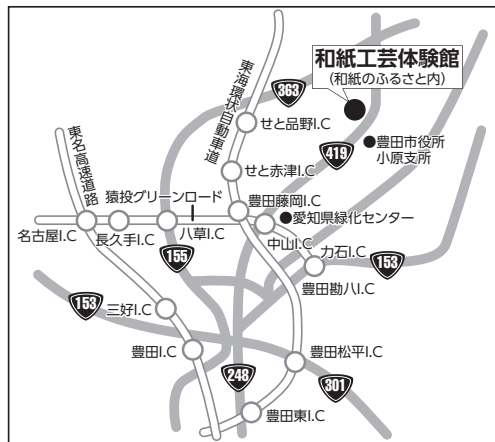 和紙工芸体験館
(和紙のふるさと内)
363
東海環状自動車道
せと品野I.C
419
豊田市役所
小原支所
東名高速道路
せと赤津I.C
猿投グリーンロード
豊田藤岡I.C
愛知県緑化センター
名古屋I.C
長久手I.C
八草I.C
中山I.C
力石I.C
155
153
豊田勘八I.C
153
三好I.C
豊田I.C
豊田松平I.C
248
301
豊田東I.C